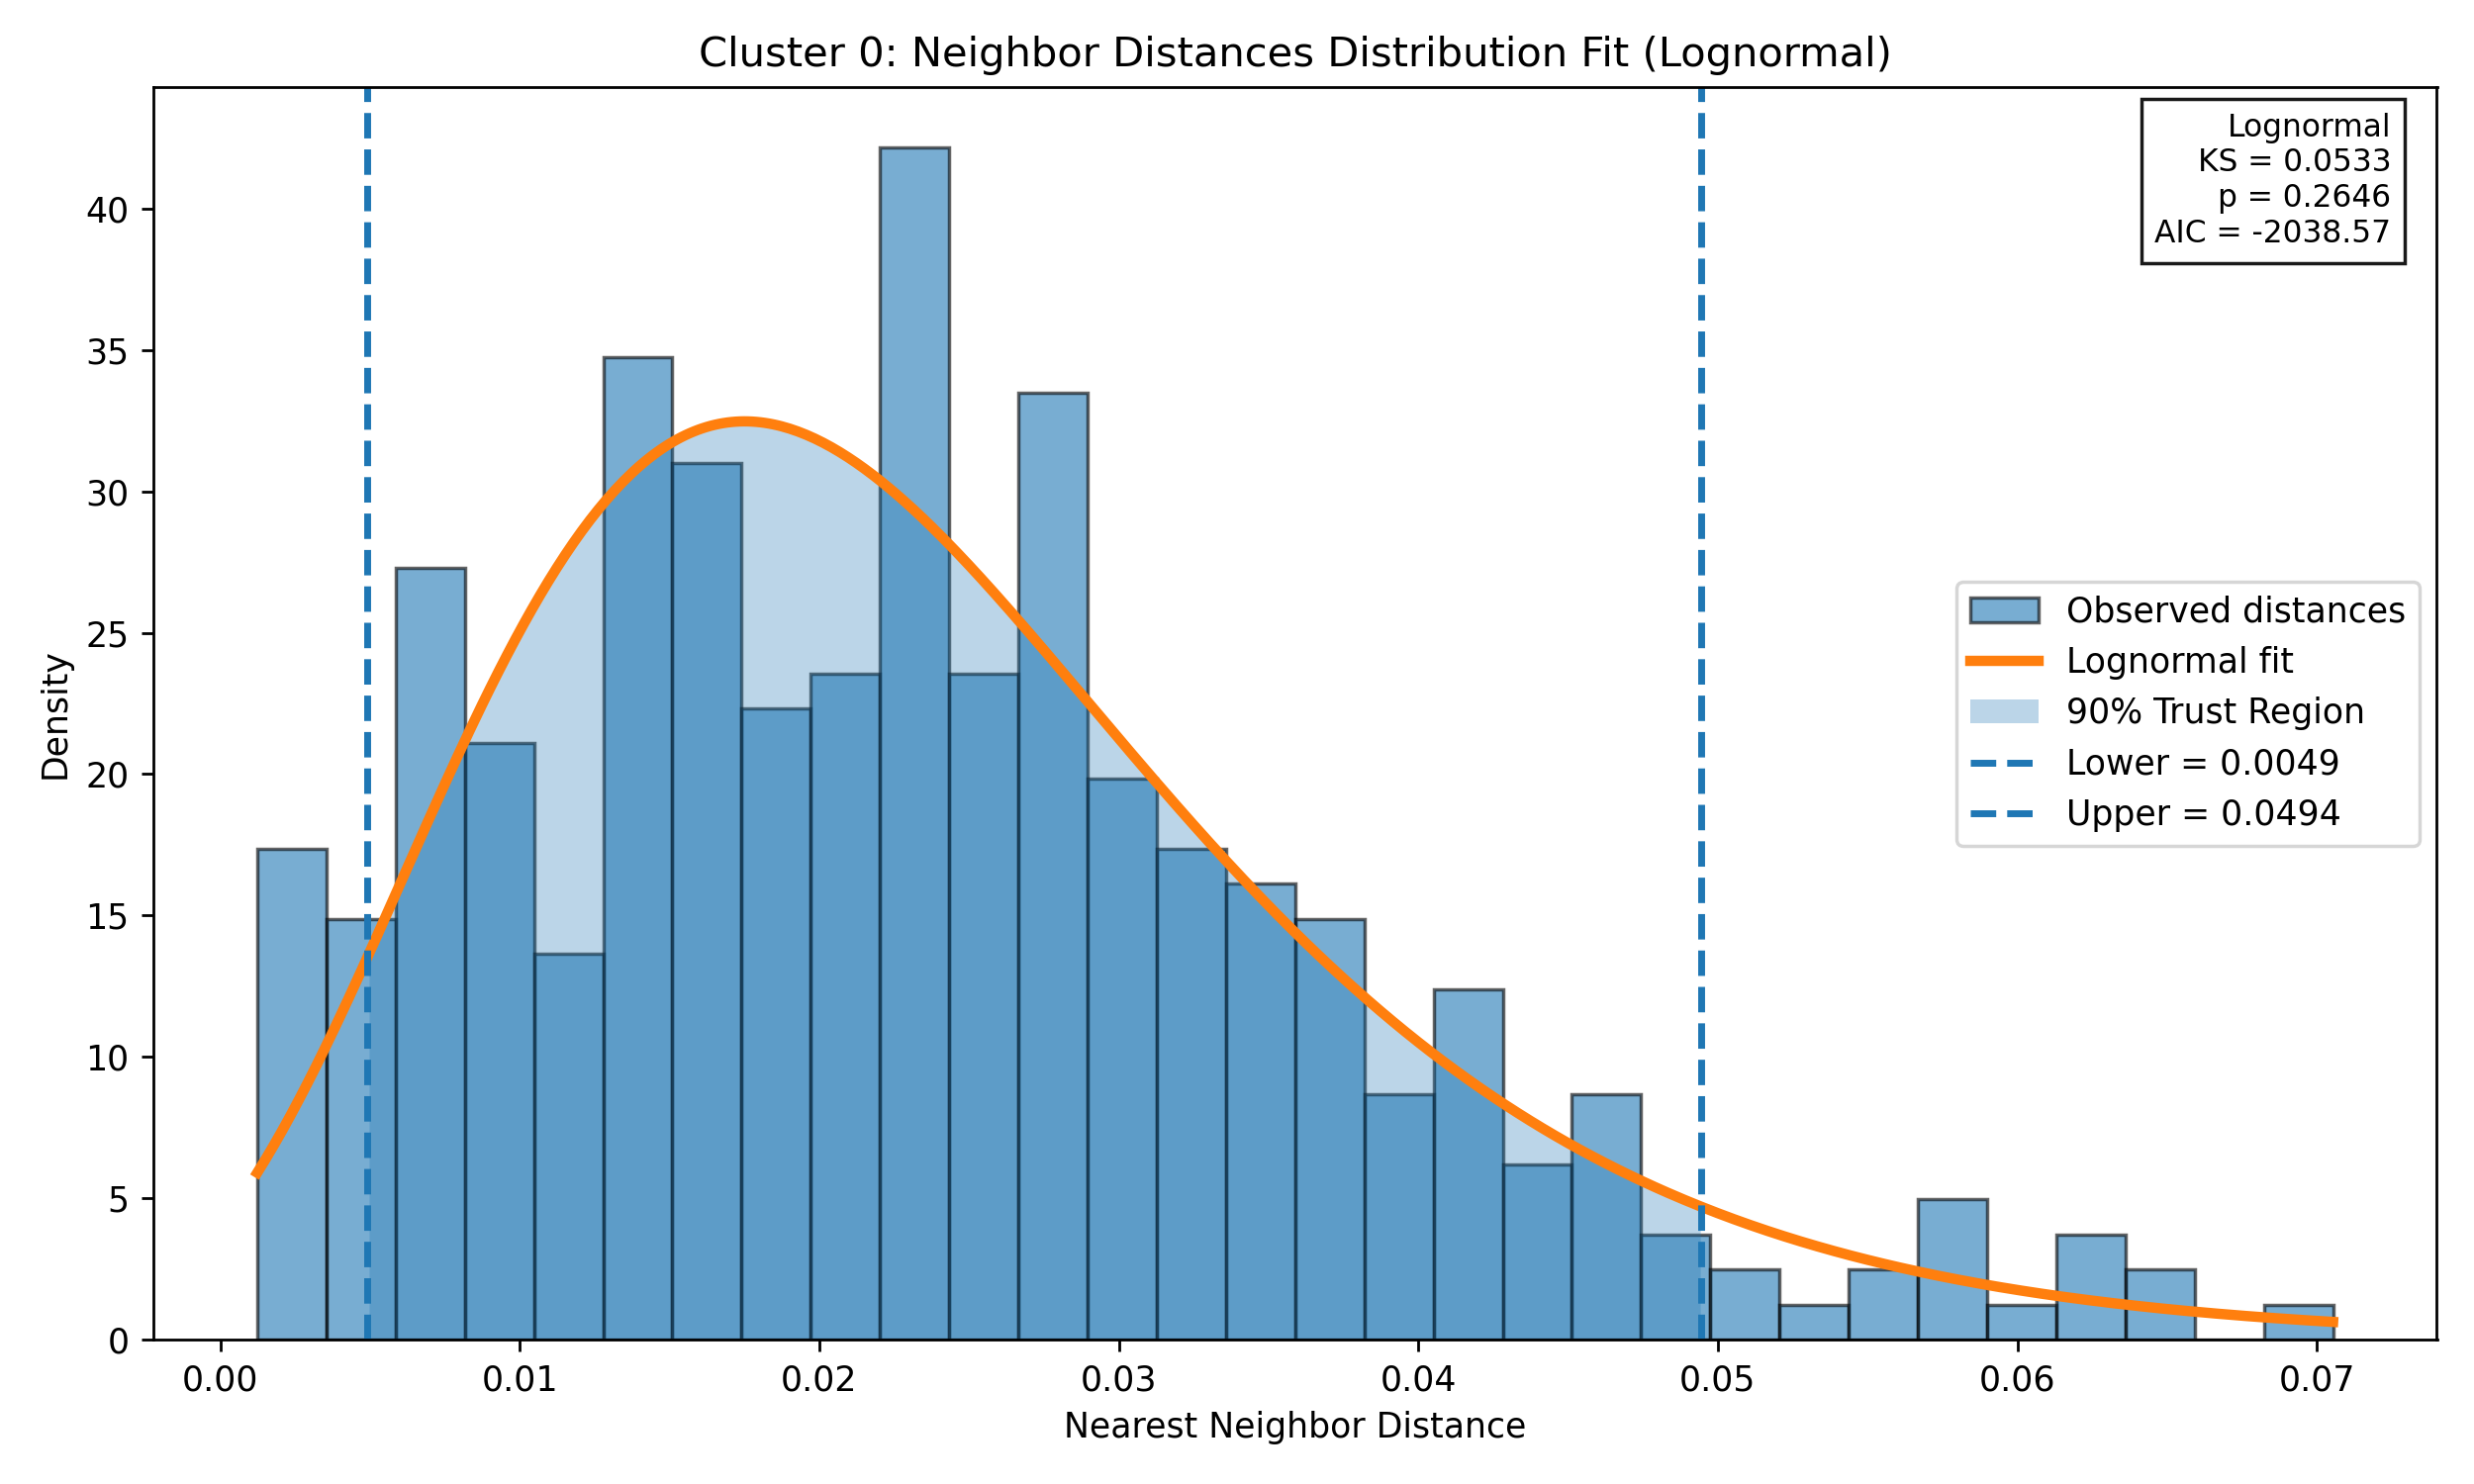 Cluster 0: Neighbor Distances Distribution Fit (Lognormal)
Lognormal
KS = 0.0533
p = 0.2646
AIC = -2038.57
40
35
30
25
20
15
10
5
0
Density
Observed distances
Lognormal fit
90% Trust Region
Lower = 0.0049
Upper = 0.0494
0.00 0.01 0.02 0.03 0.04 0.05 0.06 0.07
Nearest Neighbor Distance